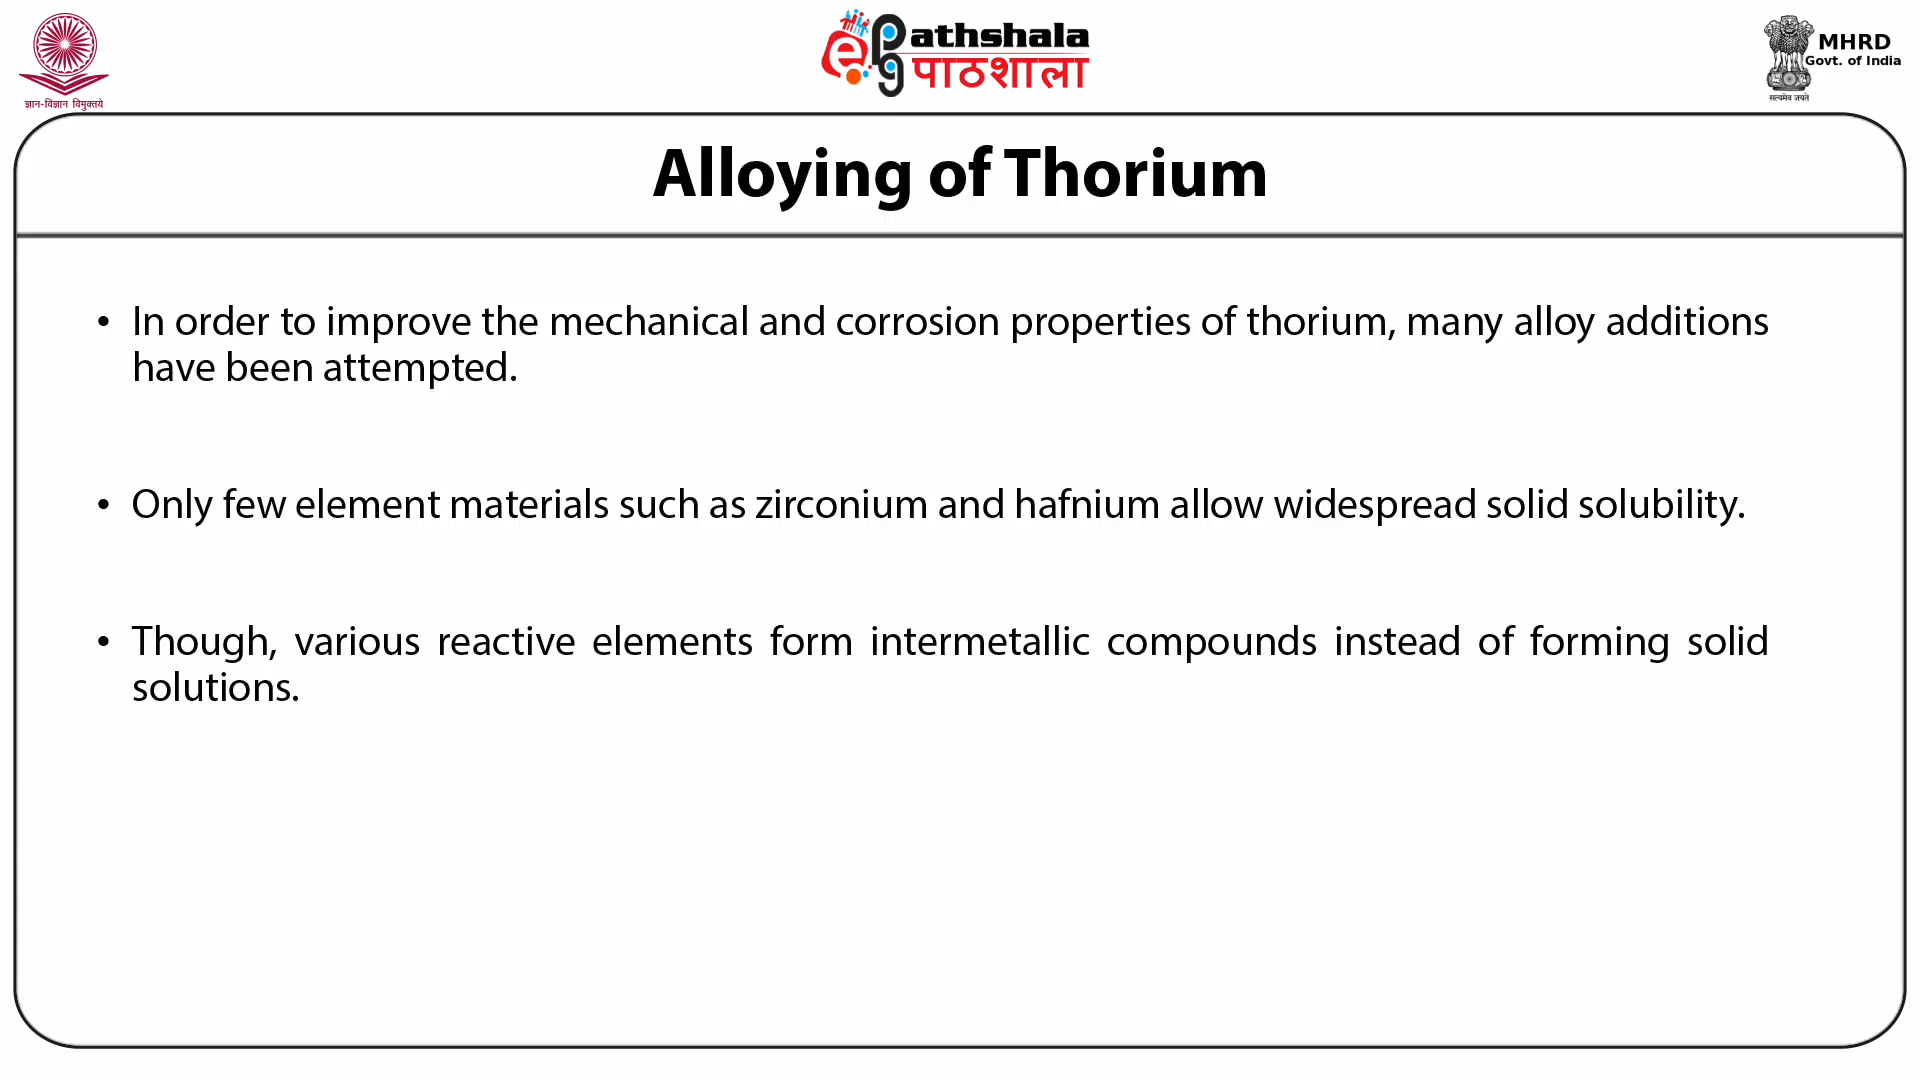 ज्ञान-विज्ञान विमुक्तये
e Pg athshala
पाठशाला
MHRD
Govt. of India
सत्यमेव जयते
Alloying of Thorium
• In order to improve the mechanical and corrosion properties of thorium, many alloy additions
have been attempted.
• Only few element materials such as zirconium and hafnium allow widespread solid solubility.
• Though, various reactive elements form intermetallic compounds instead of forming solid
solutions.